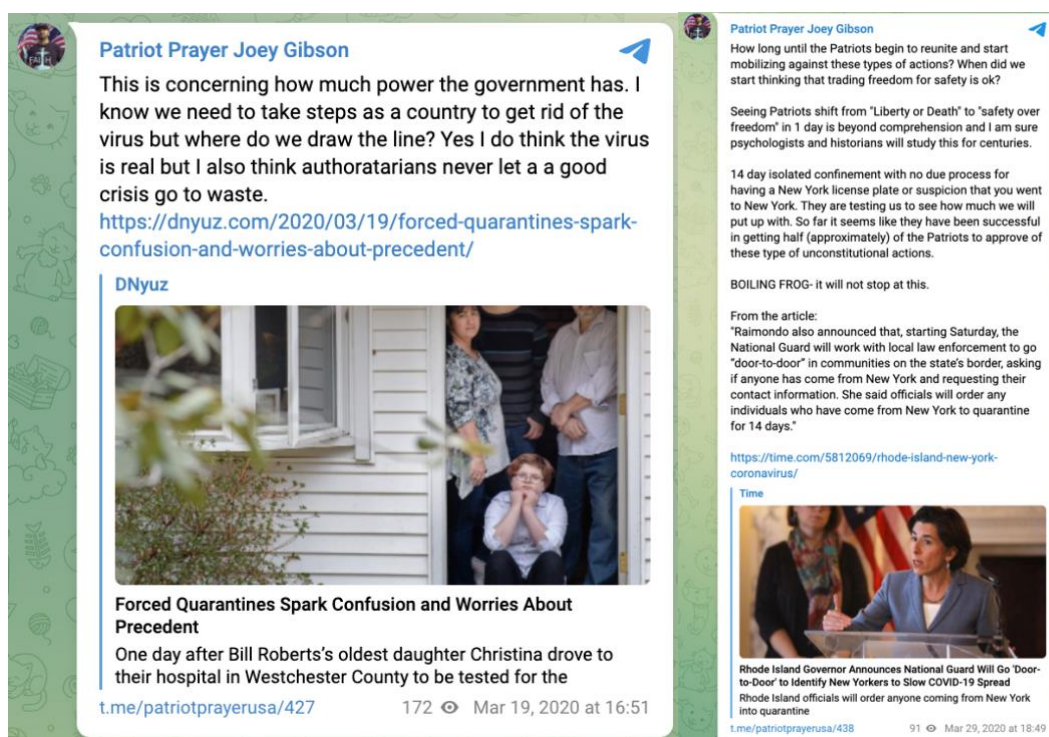 Patriot Prayer Joey Gibson
This is concerning how much power the government has. I
know we need to take steps as a country to get rid of the
virus but where do we draw the line? Yes I do think the virus
is real but I also think authoratarians never let a a good
crisis go to waste.
https://dnyuz.com/2020/03/19/forced-quarantines-spark-
confusion-and-worries-about-precedent/
DNyuz
Forced Quarantines Spark Confusion and Worries About
Precedent
One day after Bill Roberts's oldest daughter Christina drove to
their hospital in Westchester County to be tested for the
t.me/patriotprayerusa/427 172 Mar 19, 2020 at 16:51
Patriot Prayer Joey Gibson
How long until the Patriots begin to reunite and start
mobilizing against these types of actions? When did we
start thinking that trading freedom for safety is ok?
Seeing Patriots shift from "Liberty or Death" to "safety over
freedom" in 1 day is beyond comprehension and I am sure
psychologists and historians will study this for centuries.
14 day isolated confinement with no due process for
having a New York license plate or suspicion that you went
to New York. They are testing us to see how much we will
put up with. So far it seems like they have been successful
in getting half (approximately) of the Patriots to approve of
these type of unconstitutional actions.
BOILING FROG- it will not stop at this.
From the article:
"Raimondo also announced that, starting Saturday, the
National Guard will work with local law enforcement to go
"door-to-door" in communities on the state's border, asking
if anyone has come from New York and requesting their
contact information. She said officials will order any
individuals who have come from New York to quarantine
for 14 days."
https://time.com/5812069/rhode-island-new-york-
coronavirus/
Time
Rhode Island Governor Announces National Guard Will Go 'Door-
to-Door' to Identify New Yorkers to Slow COVID-19 Spread
Rhode Island officials will order anyone coming from New York
into quarantine
t.me/patriotprayerusa/438 91 Mar 29, 2020 at 18:49